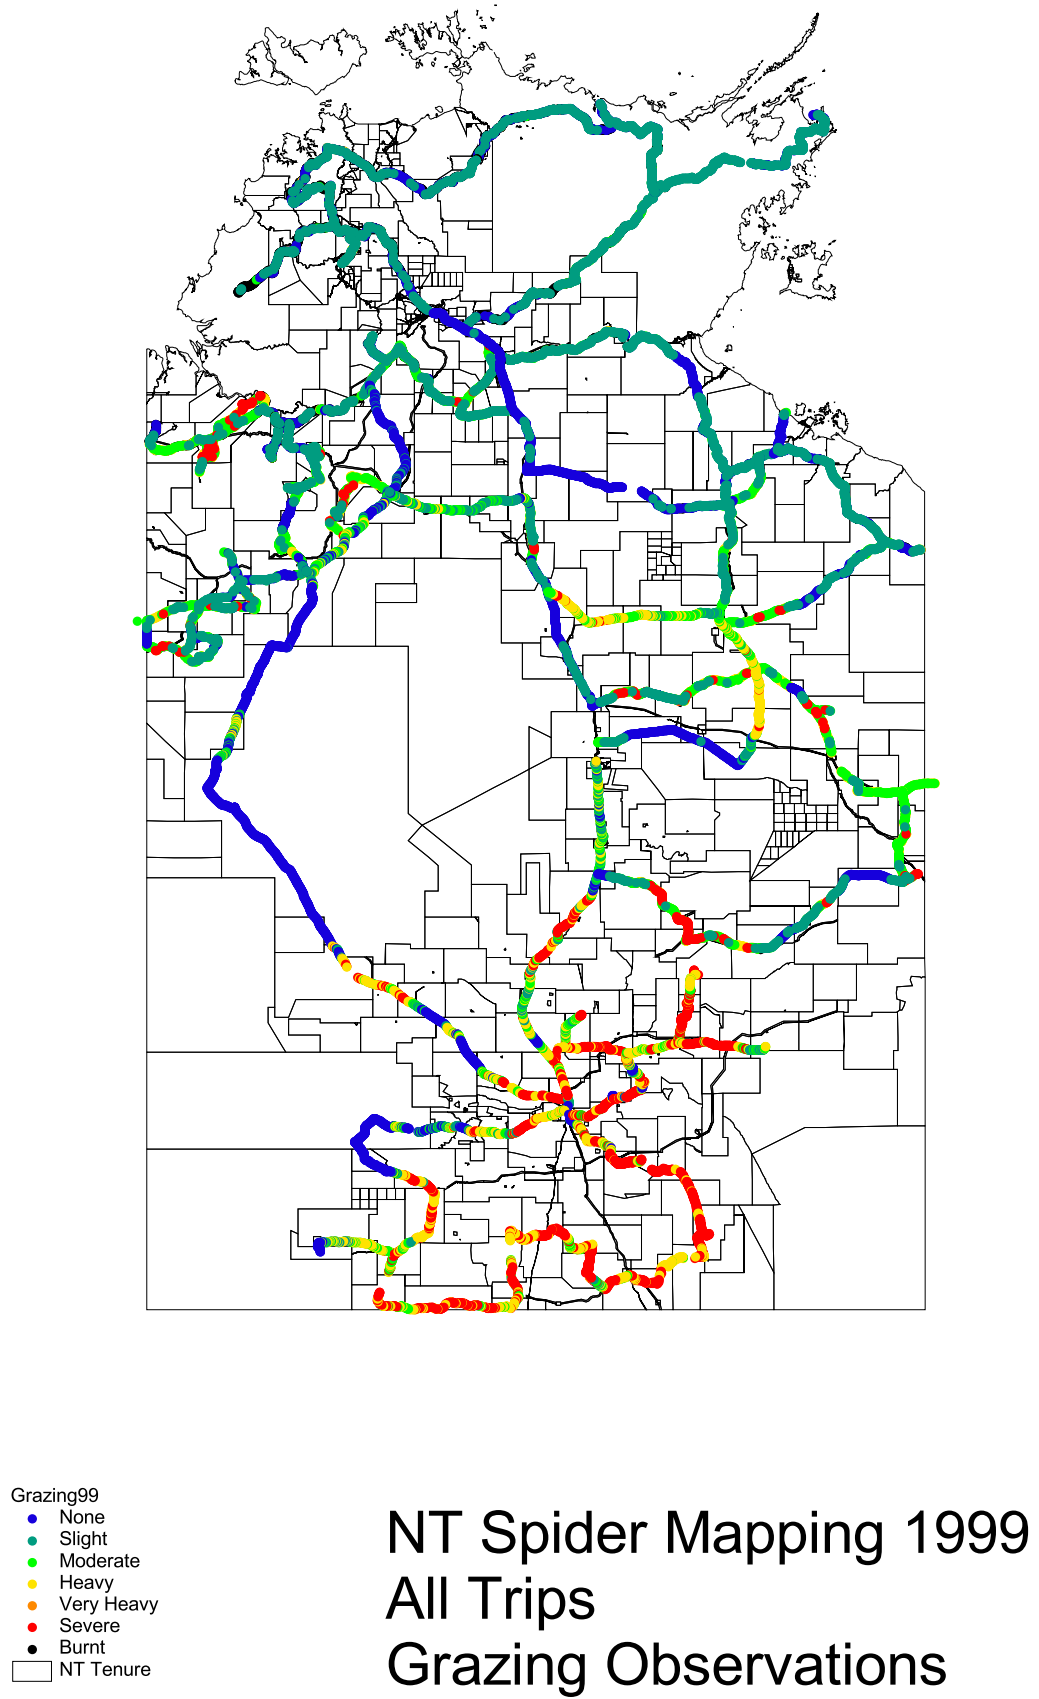 Grazing99
None
Slight
Moderate
Heavy
Very Heavy
Severe
Burnt
NT Tenure
NT Spider Mapping 1999
All Trips
Grazing Observations